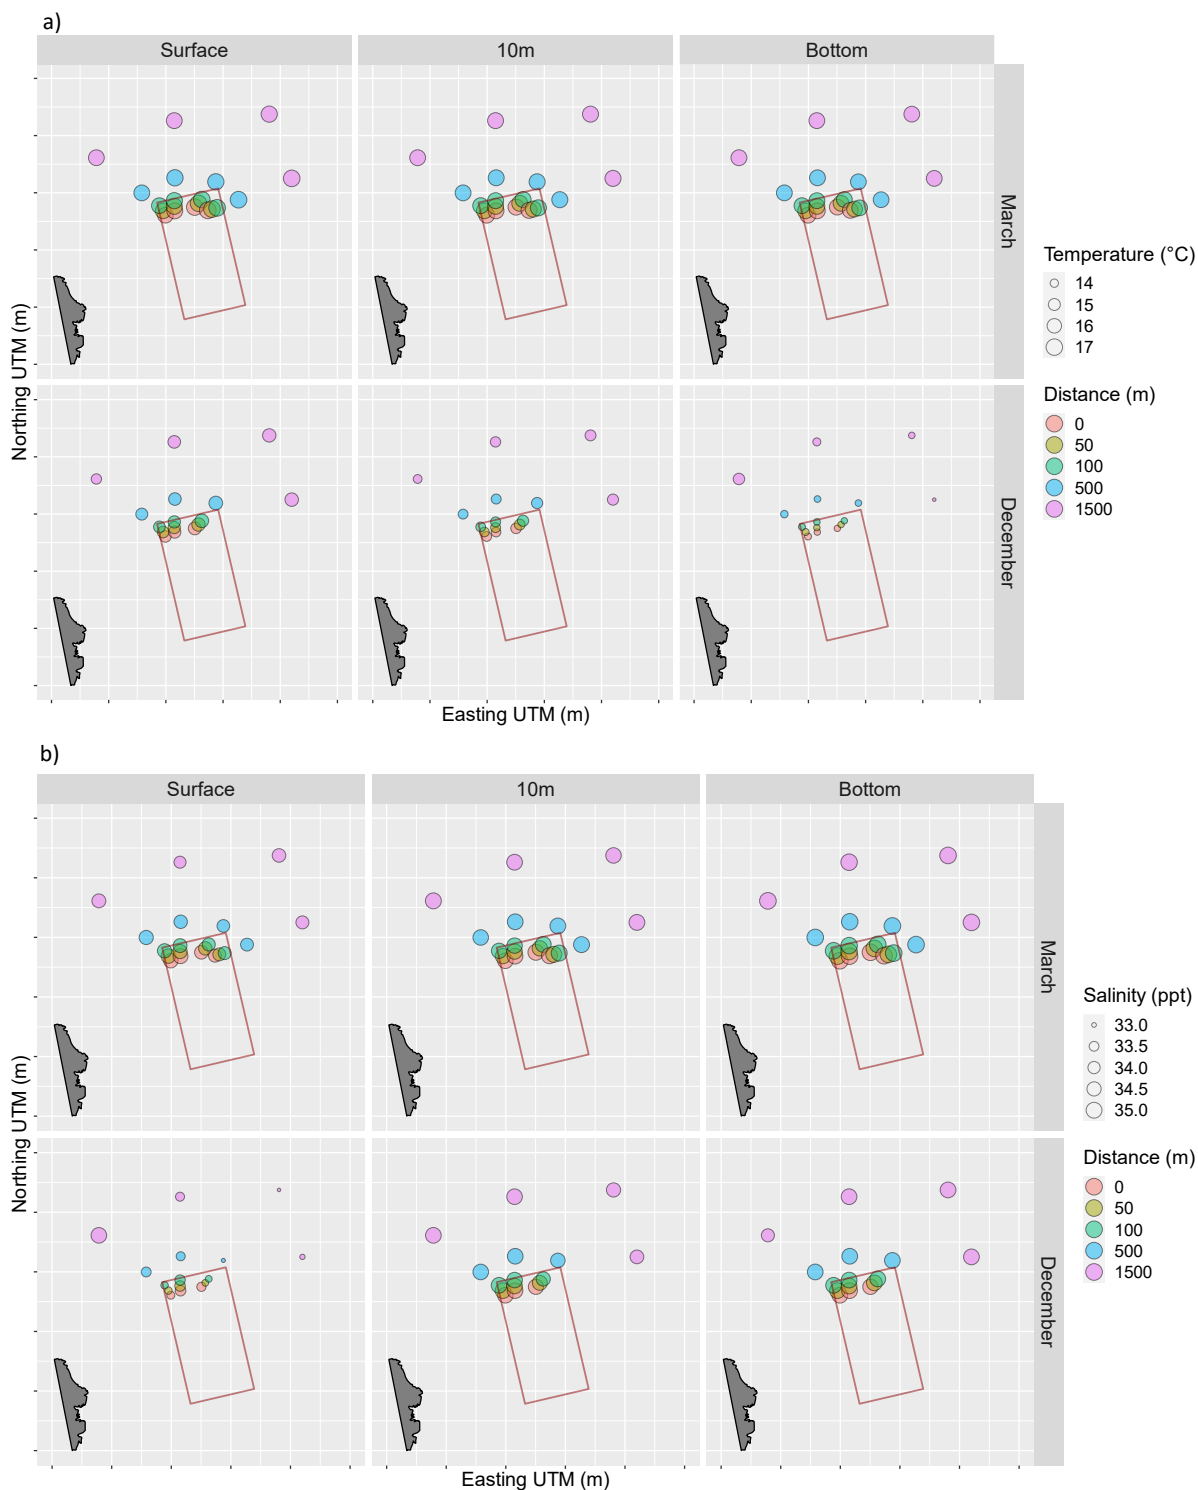 a)
Surface
10m
Bottom
March
December
Northing UTM (m)
Easting UTM (m)
Temperature (°C)
14
15
16
17
Distance (m)
0
50
100
500
1500
b)
Surface
10m
Bottom
March
December
Northing UTM (m)
Easting UTM (m)
Salinity (ppt)
33.0
33.5
34.0
34.5
35.0
Distance (m)
0
50
100
500
1500